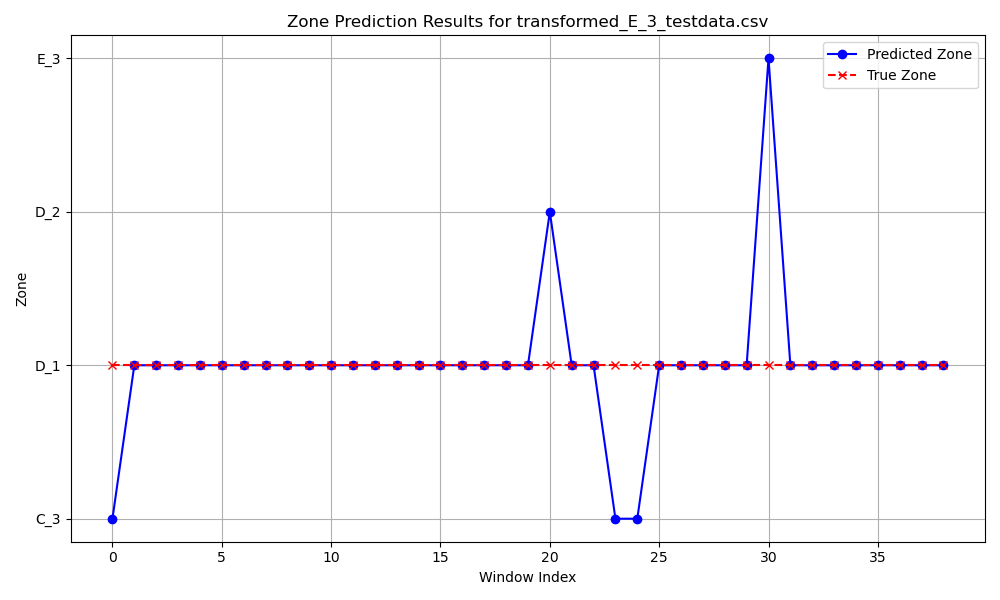 Zone Prediction Results for transformed_E_3_testdata.csv
Predicted Zone
True Zone
E_3
D_2
D_1
C_3
Zone
0 5 10 15 20 25 30 35
Window Index